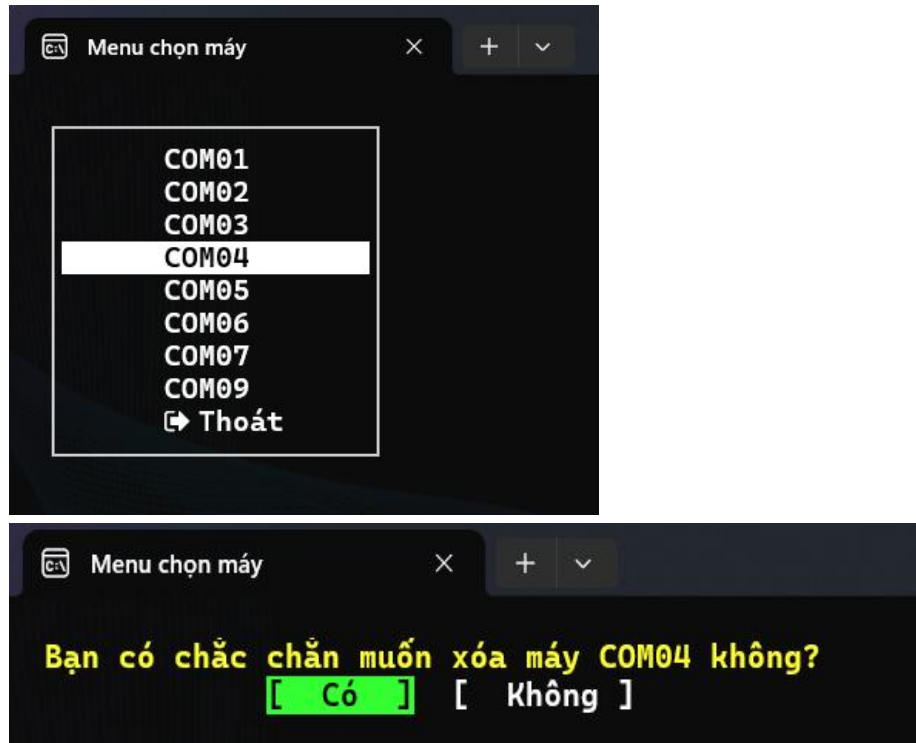 Menu chọn máy
COM01
COM02
COM03
COM04
COM05
COM06
COM07
COM09
Thoát
Menu chọn máy
Bạn có chắc chắn muốn xóa máy COM04 không?
[ Có ] [ Không ]